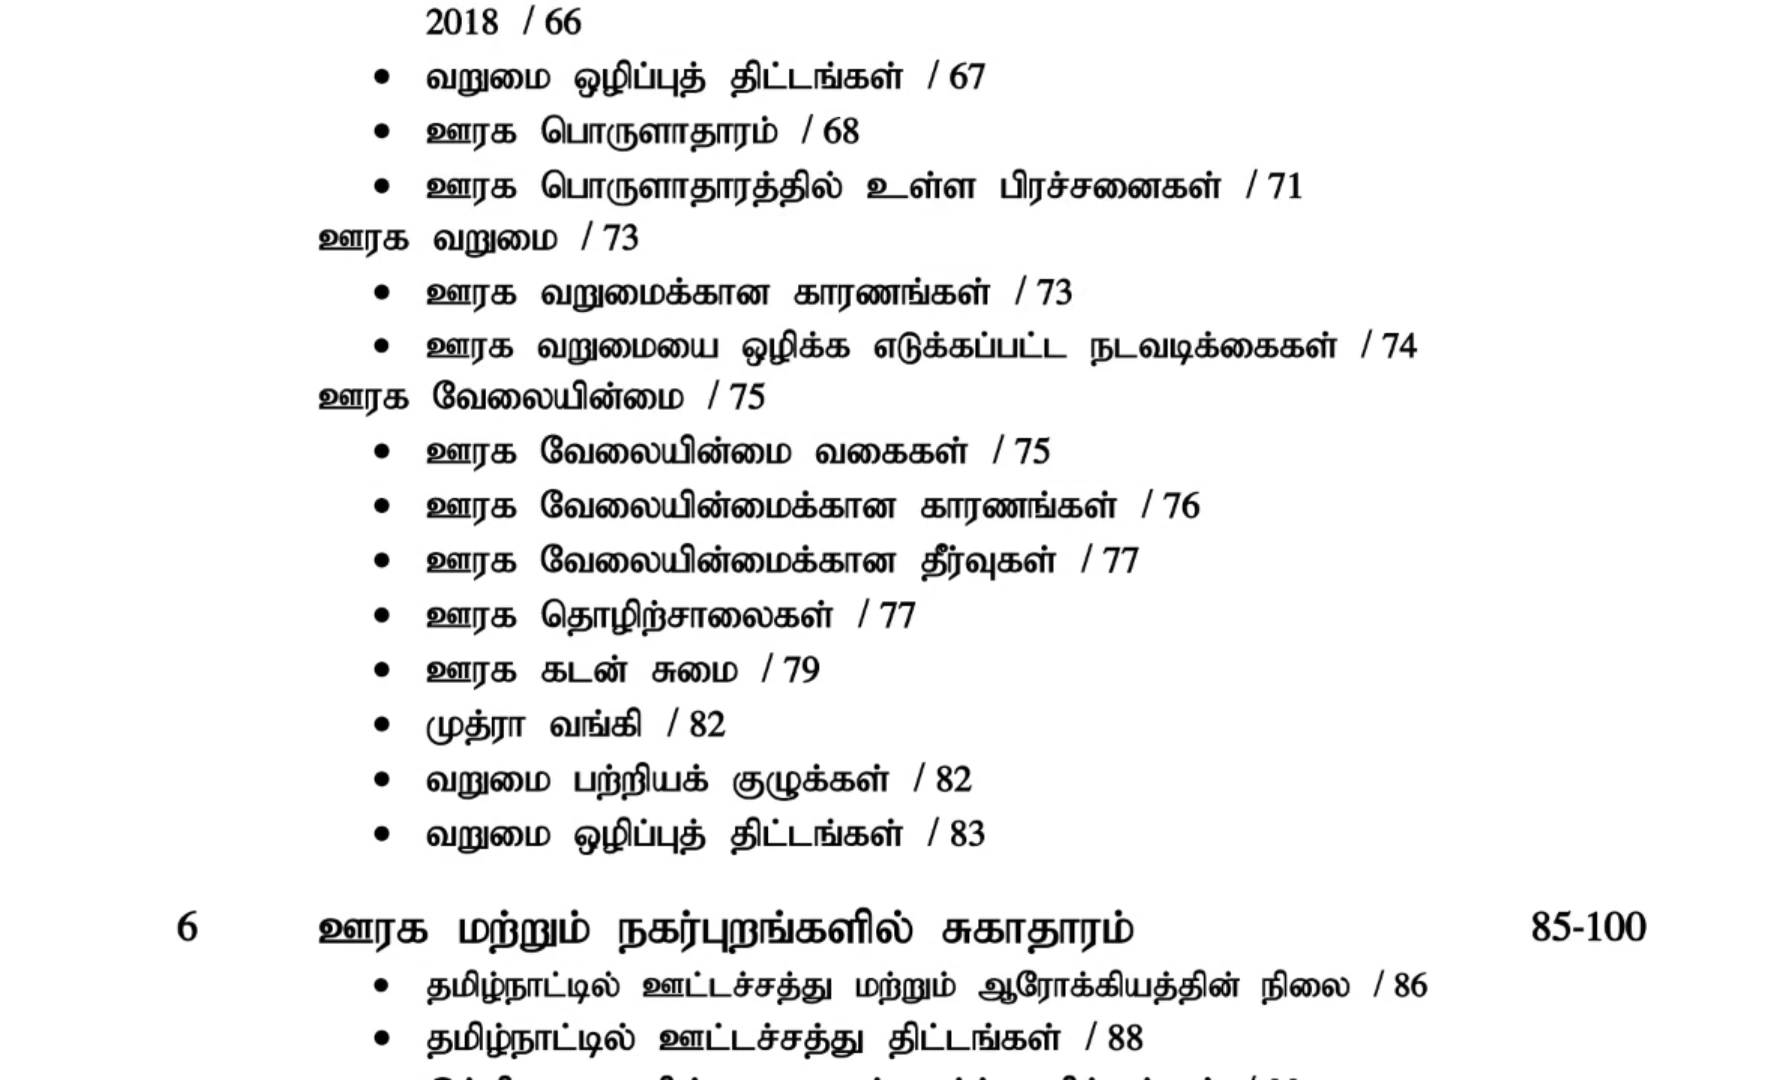 2018 / 66
• வறுமை ஒழிப்புத் திட்டங்கள் / 67
• ஊரக பொருளாதாரம் / 68
• ஊரக பொருளாதாரத்தில் உள்ள பிரச்சனைகள் / 71
ஊரக வறுமை / 73
• ஊரக வறுமைக்கான காரணங்கள் / 73
• ஊரக வறுமையை ஒழிக்க எடுக்கப்பட்ட நடவடிக்கைகள் / 74
ஊரக வேலையின்மை / 75
• ஊரக வேலையின்மை வகைகள் / 75
• ஊரக வேலையின்மைக்கான காரணங்கள் / 76
• ஊரக வேலையின்மைக்கான தீர்வுகள் / 77
• ஊரக தொழிற்சாலைகள் / 77
• ஊரக கடன் சுமை / 79
• முத்ரா வங்கி / 82
• வறுமை பற்றியக் குழுக்கள் / 82
• வறுமை ஒழிப்புத் திட்டங்கள் / 83
6 ஊரக மற்றும் நகர்புறங்களில் சுகாதாரம் 85-100
• தமிழ்நாட்டில் ஊட்டச்சத்து மற்றும் ஆரோக்கியத்தின் நிலை / 86
• தமிழ்நாட்டில் ஊட்டச்சத்து திட்டங்கள் / 88